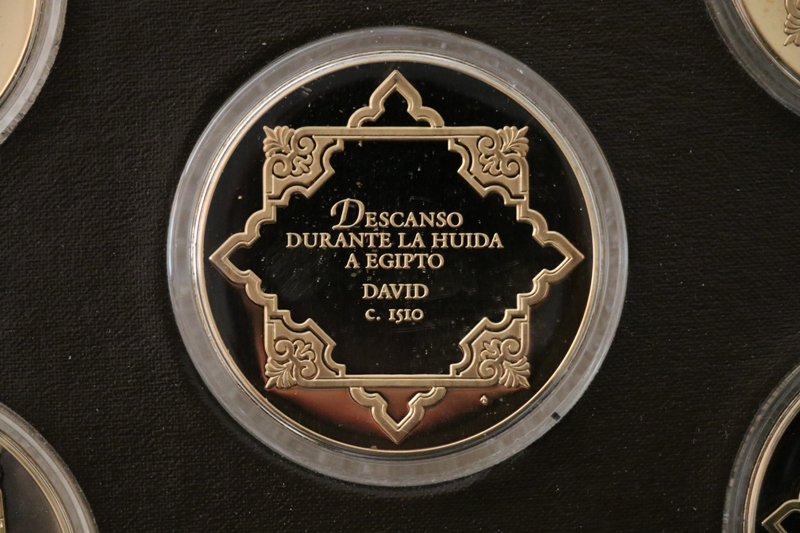 DESCANSO
DURANTE LA HUIDA
A EGIPTO
DAVID
c. 1510